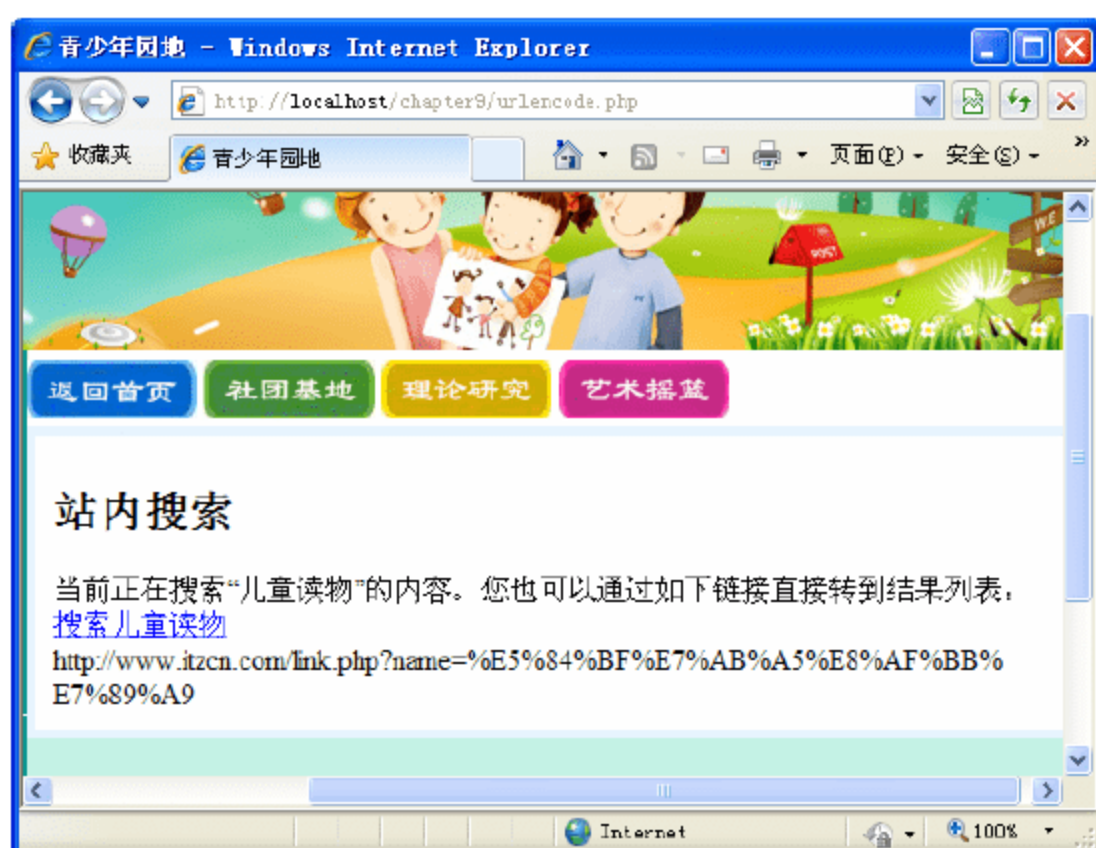 青少年园地 - Windows Internet Explorer
http://localhost/chapter9/urlencode.php
收藏夹 青少年园地 页面(P) 安全(S) »
WE
POST
返回首页 社团基地 理论研究 艺术摇篮
站内搜索
当前正在搜索“儿童读物”的内容。您也可以通过如下链接直接转到结果列表：
搜索儿童读物
http://www.itzcn.com/link.php?name=%E5%84%BF%E7%AB%A5%E8%AF%BB%
E7%89%A9
Internet 100%